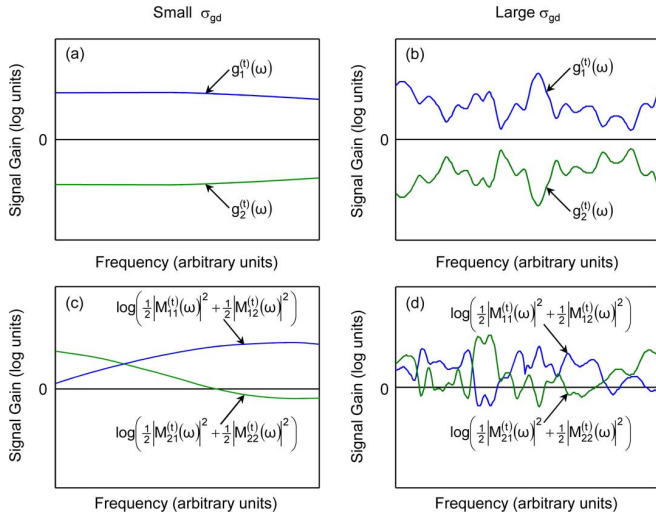 Small σgd
Large σgd
(a)
g₁⁽ᵗ⁾(ω)
g₂⁽ᵗ⁾(ω)
0
Signal Gain (log units)
Frequency (arbitrary units)
(b)
g₁⁽ᵗ⁾(ω)
g₂⁽ᵗ⁾(ω)
0
Signal Gain (log units)
Frequency (arbitrary units)
(c)
log(½|M₁₁⁽ᵗ⁾(ω)|² + ½|M₁₂⁽ᵗ⁾(ω)|²)
log(½|M₂₁⁽ᵗ⁾(ω)|² + ½|M₂₂⁽ᵗ⁾(ω)|²)
0
Signal Gain (log units)
Frequency (arbitrary units)
(d)
log(½|M₁₁⁽ᵗ⁾(ω)|² + ½|M₁₂⁽ᵗ⁾(ω)|²)
log(½|M₂₁⁽ᵗ⁾(ω)|² + ½|M₂₂⁽ᵗ⁾(ω)|²)
0
Signal Gain (log units)
Frequency (arbitrary units)